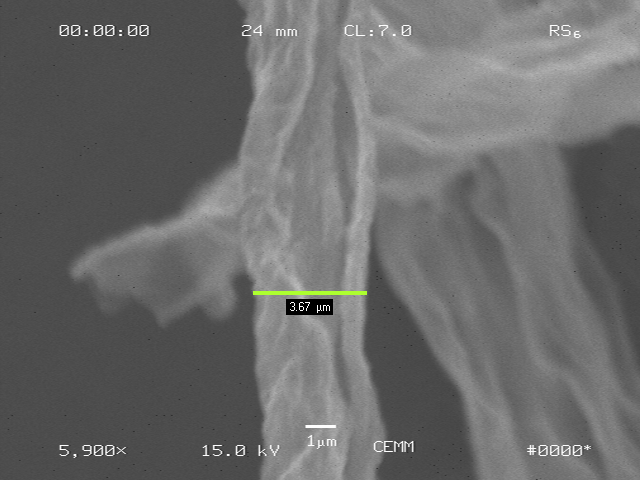 00:00:00 24 mm CL:7.0 RS6
3.67 µm
1µm
5,900× 15.0 kV CEMM #0000*